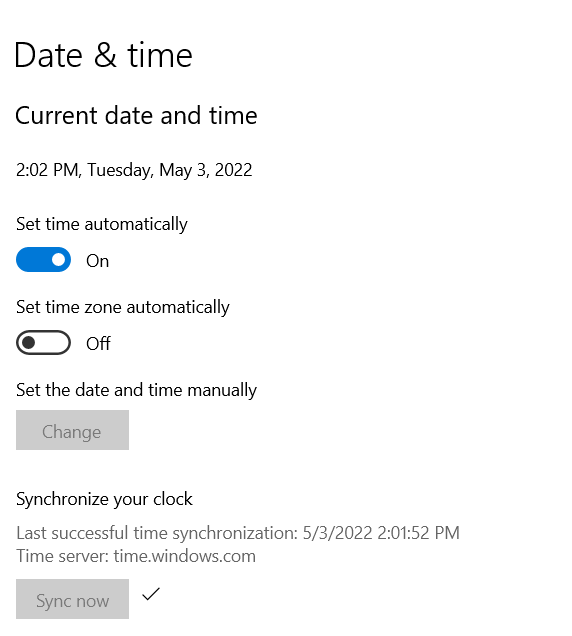 Date & time
Current date and time
2:02 PM, Tuesday, May 3, 2022
Set time automatically
On
Set time zone automatically
Off
Set the date and time manually
Change
Synchronize your clock
Last successful time synchronization: 5/3/2022 2:01:52 PM
Time server: time.windows.com
Sync now